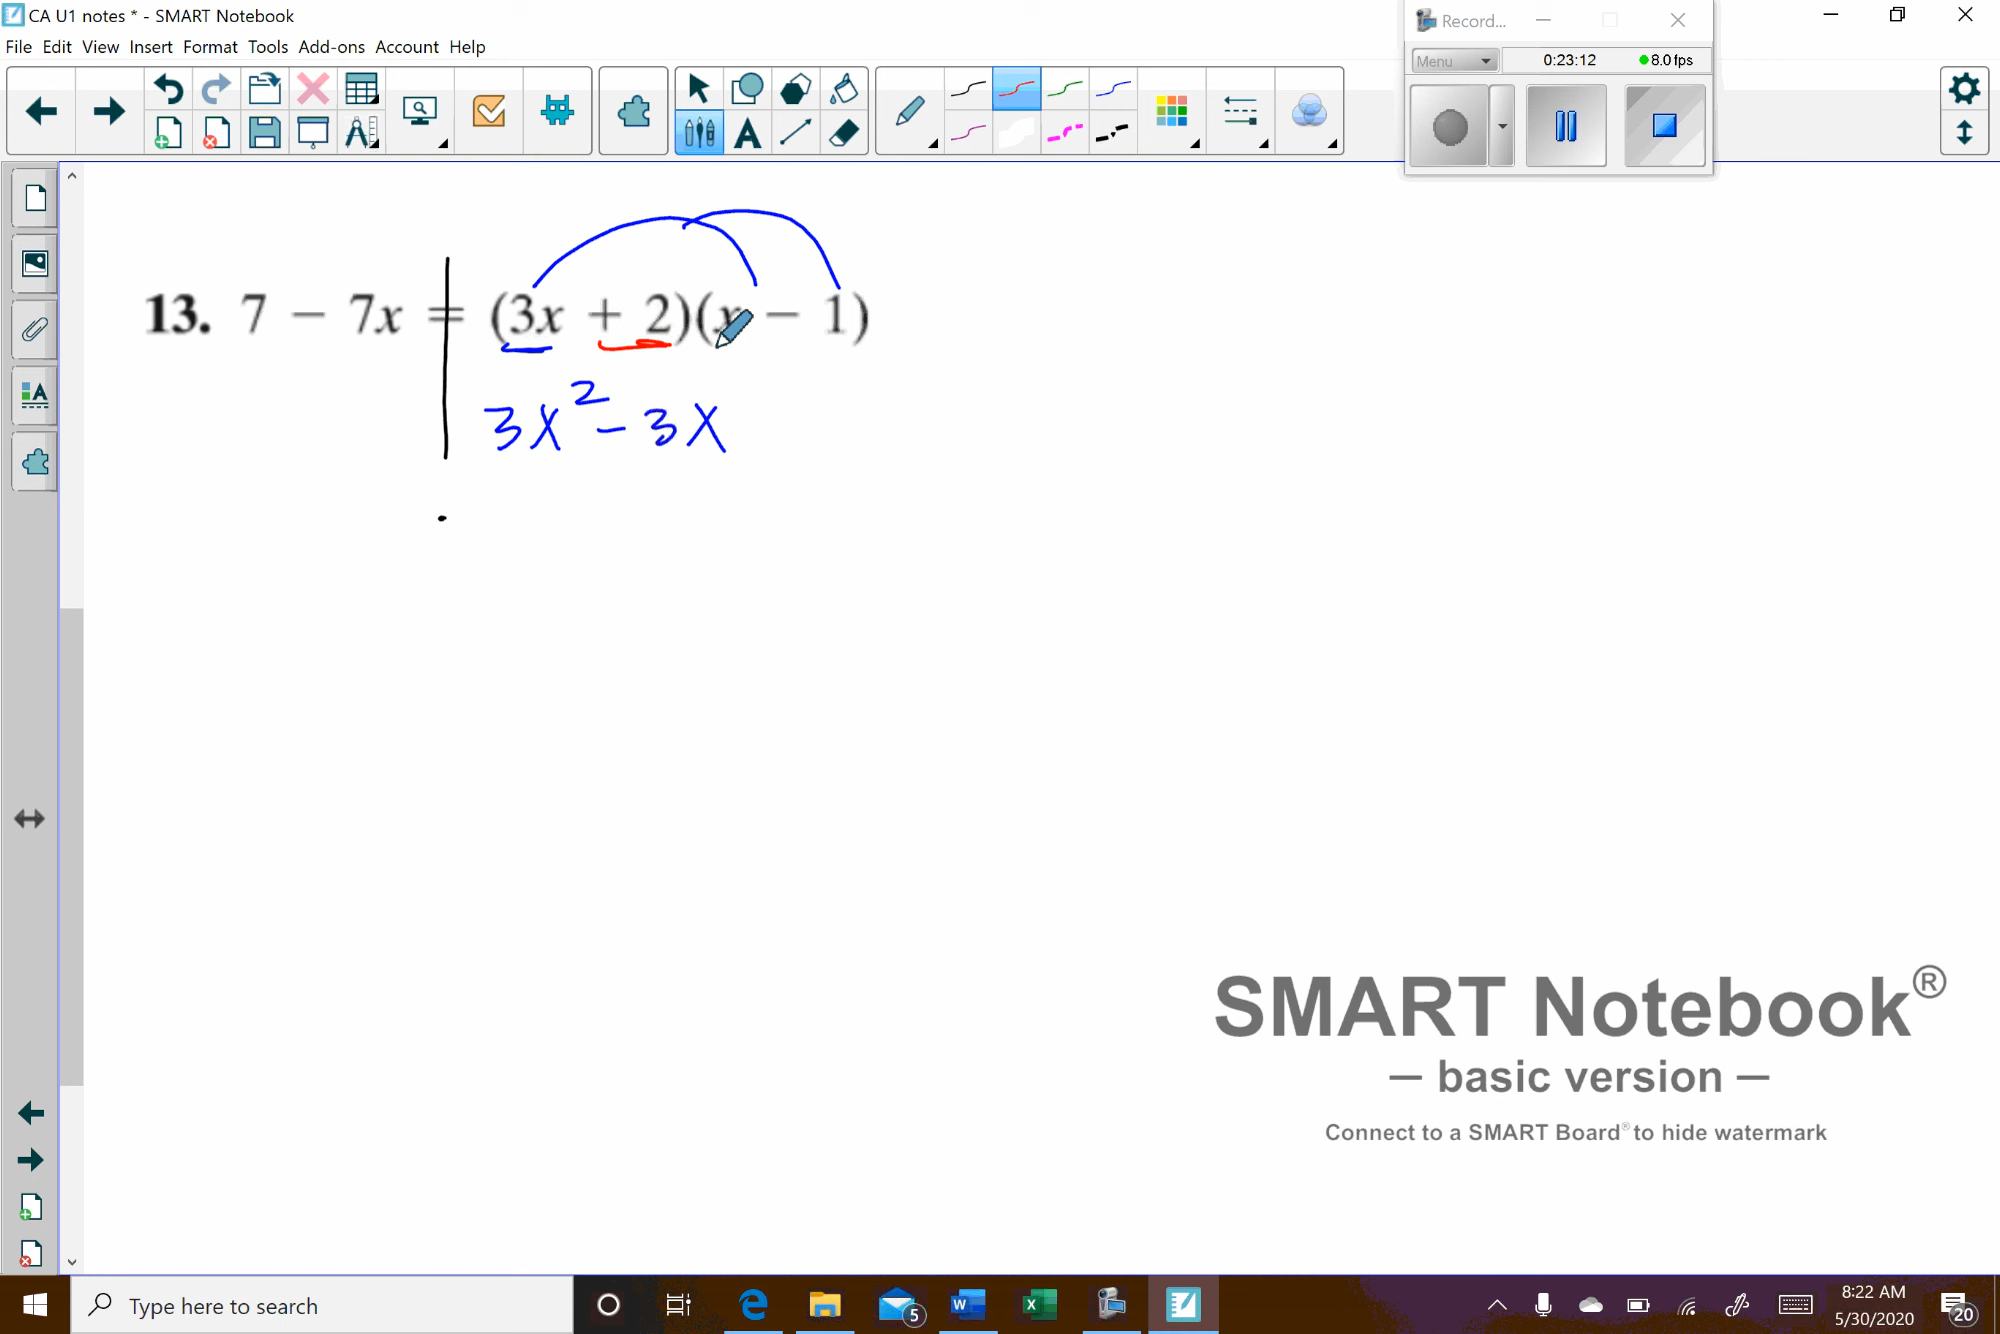 CA U1 notes * - SMART Notebook
Record...
File Edit View Insert Format Tools Add-ons Account Help
Menu 0:23:12 8.0 fps
13. 7 − 7x = (3x + 2)(x − 1)
3x² - 3x
SMART Notebook®
— basic version —
Connect to a SMART Board® to hide watermark
Type here to search
5
20
8:22 AM
5/30/2020